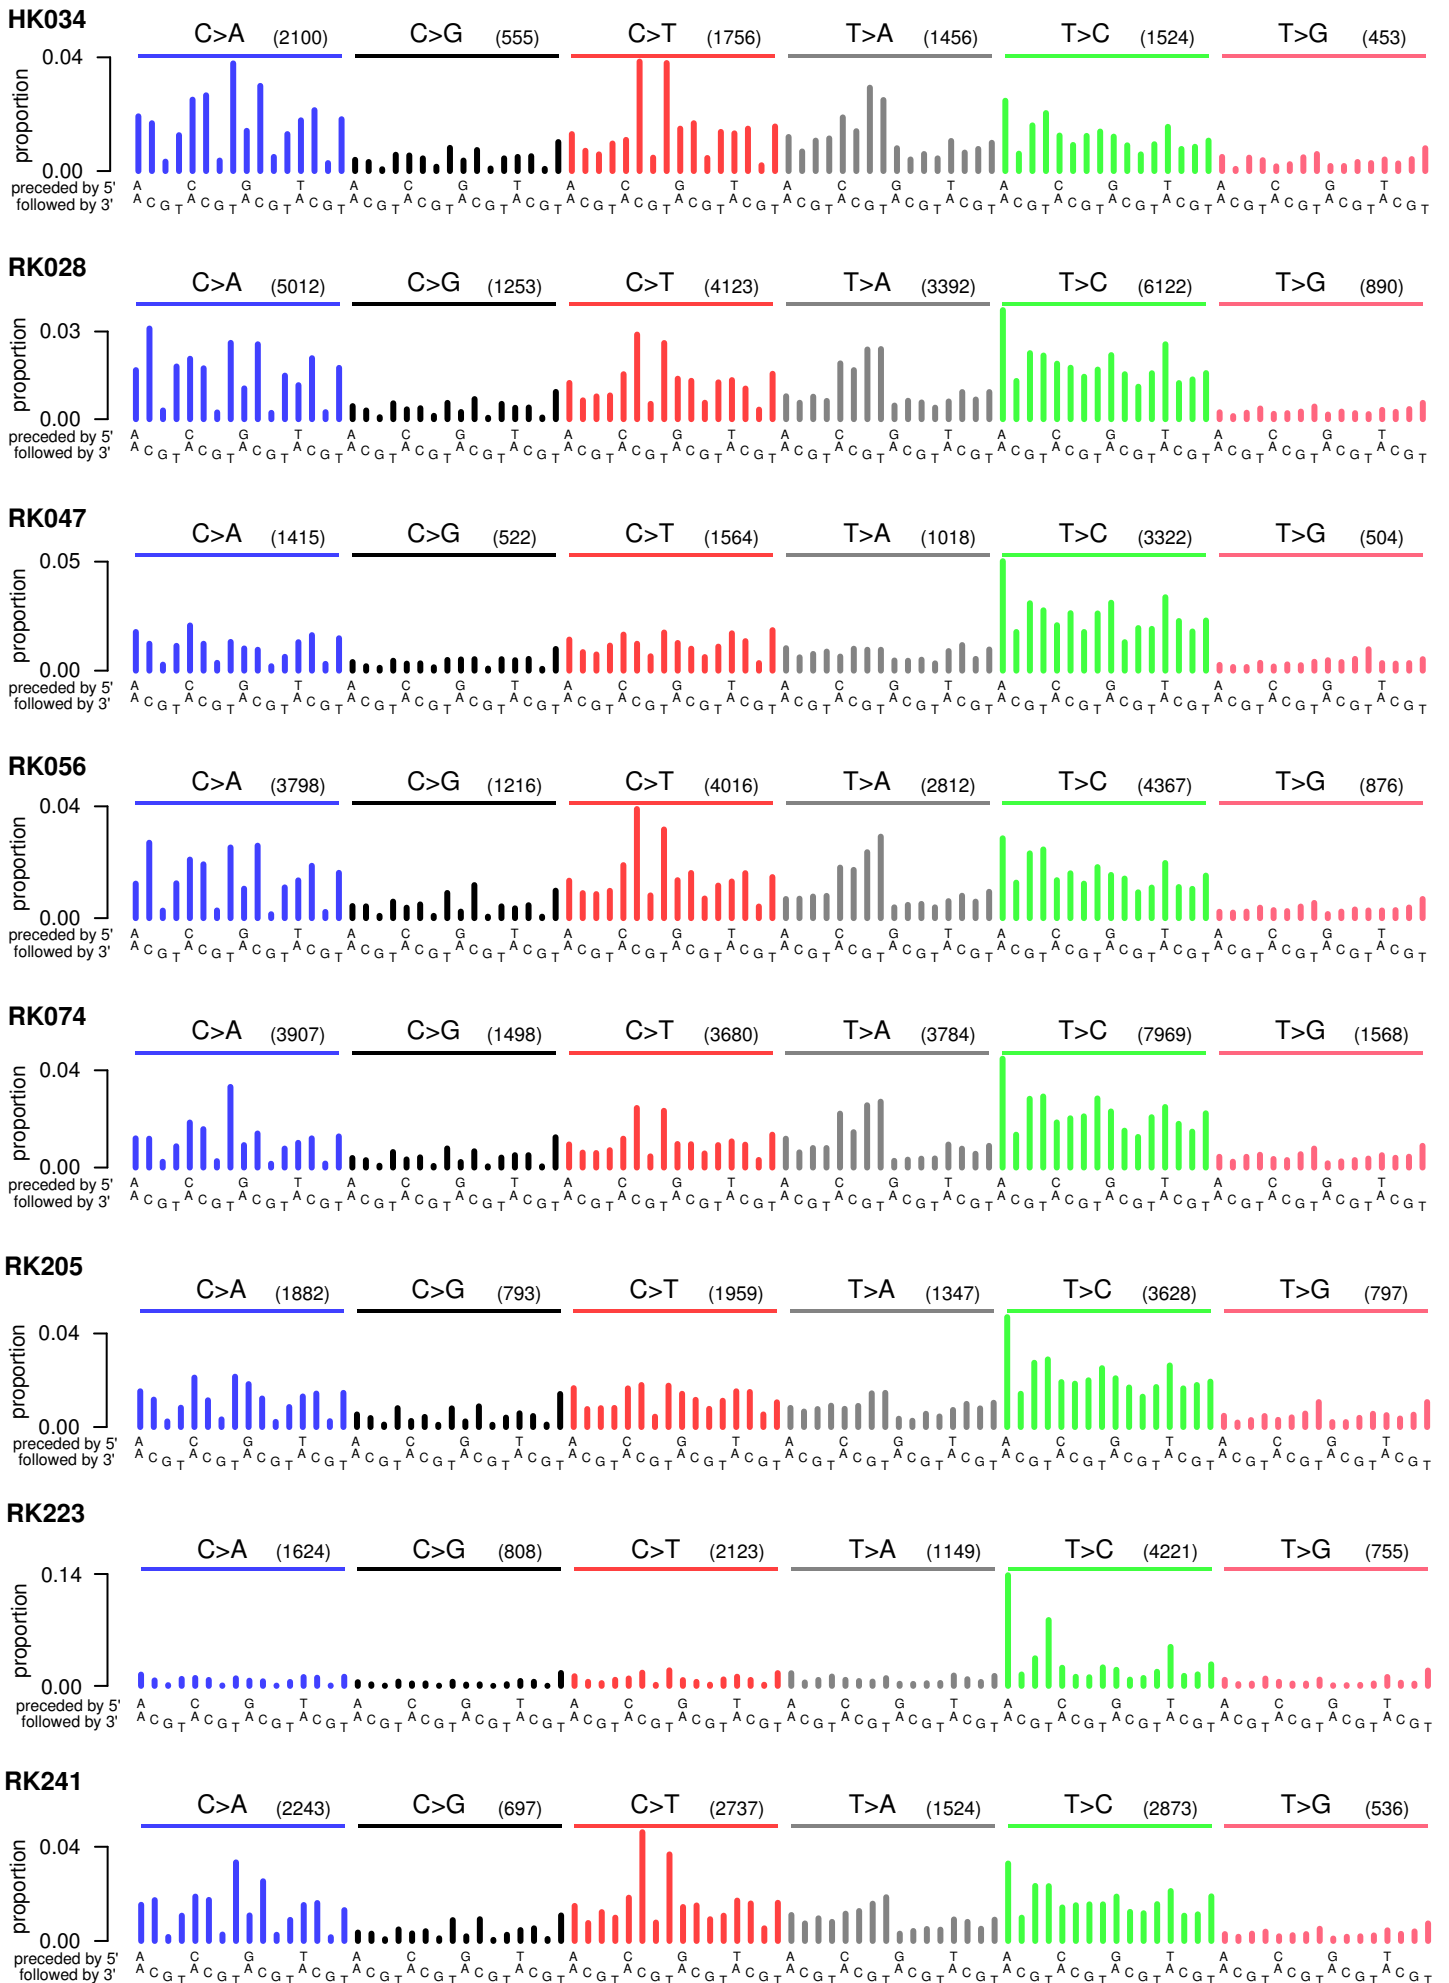 HK034
C>A (2100) C>G (555) C>T (1756) T>A (1456) T>C (1524) T>G (453)
0.04
proportion
0.00
preceded by 5' A C G T A C G T A C G T A C G T A C G T A C G T
followed by 3' A C G T A C G T A C G T A C G T A C G T A C G T A C G T A C G T A C G T A C G T A C G T A C G T A C G T A C G T A C G T A C G T A C G T A C G T A C G T A C G T A C G T A C G T A C G T A C G T
RK028
C>A (5012) C>G (1253) C>T (4123) T>A (3392) T>C (6122) T>G (890)
0.03
proportion
0.00
preceded by 5' A C G T A C G T A C G T A C G T A C G T A C G T
followed by 3' A C G T A C G T A C G T A C G T A C G T A C G T A C G T A C G T A C G T A C G T A C G T A C G T A C G T A C G T A C G T A C G T A C G T A C G T A C G T A C G T A C G T A C G T A C G T A C G T
RK047
C>A (1415) C>G (522) C>T (1564) T>A (1018) T>C (3322) T>G (504)
0.05
proportion
0.00
preceded by 5' A C G T A C G T A C G T A C G T A C G T A C G T
followed by 3' A C G T A C G T A C G T A C G T A C G T A C G T A C G T A C G T A C G T A C G T A C G T A C G T A C G T A C G T A C G T A C G T A C G T A C G T A C G T A C G T A C G T A C G T A C G T A C G T
RK056
C>A (3798) C>G (1216) C>T (4016) T>A (2812) T>C (4367) T>G (876)
0.04
proportion
0.00
preceded by 5' A C G T A C G T A C G T A C G T A C G T A C G T
followed by 3' A C G T A C G T A C G T A C G T A C G T A C G T A C G T A C G T A C G T A C G T A C G T A C G T A C G T A C G T A C G T A C G T A C G T A C G T A C G T A C G T A C G T A C G T A C G T A C G T
RK074
C>A (3907) C>G (1498) C>T (3680) T>A (3784) T>C (7969) T>G (1568)
0.04
proportion
0.00
preceded by 5' A C G T A C G T A C G T A C G T A C G T A C G T
followed by 3' A C G T A C G T A C G T A C G T A C G T A C G T A C G T A C G T A C G T A C G T A C G T A C G T A C G T A C G T A C G T A C G T A C G T A C G T A C G T A C G T A C G T A C G T A C G T A C G T
RK205
C>A (1882) C>G (793) C>T (1959) T>A (1347) T>C (3628) T>G (797)
0.04
proportion
0.00
preceded by 5' A C G T A C G T A C G T A C G T A C G T A C G T
followed by 3' A C G T A C G T A C G T A C G T A C G T A C G T A C G T A C G T A C G T A C G T A C G T A C G T A C G T A C G T A C G T A C G T A C G T A C G T A C G T A C G T A C G T A C G T A C G T A C G T
RK223
C>A (1624) C>G (808) C>T (2123) T>A (1149) T>C (4221) T>G (755)
0.14
proportion
0.00
preceded by 5' A C G T A C G T A C G T A C G T A C G T A C G T
followed by 3' A C G T A C G T A C G T A C G T A C G T A C G T A C G T A C G T A C G T A C G T A C G T A C G T A C G T A C G T A C G T A C G T A C G T A C G T A C G T A C G T A C G T A C G T A C G T A C G T
RK241
C>A (2243) C>G (697) C>T (2737) T>A (1524) T>C (2873) T>G (536)
0.04
proportion
0.00
preceded by 5' A C G T A C G T A C G T A C G T A C G T A C G T
followed by 3' A C G T A C G T A C G T A C G T A C G T A C G T A C G T A C G T A C G T A C G T A C G T A C G T A C G T A C G T A C G T A C G T A C G T A C G T A C G T A C G T A C G T A C G T A C G T A C G T